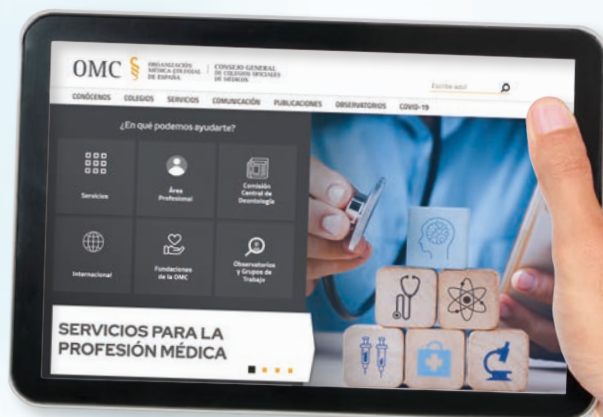 OMC
ORGANIZACIÓN
MÉDICA COLEGIAL
DE ESPAÑA
CONSEJO GENERAL
DE COLEGIOS OFICIALES
DE MÉDICOS
Escribe aquí
CONÓCENOS COLEGIOS SERVICIOS COMUNICACIÓN PUBLICACIONES OBSERVATORIOS COVID-19
¿En qué podemos ayudarte?
Servicios
Área
Profesional
Comisión
Central de
Deontología
Internacional
Fundaciones
de la OMC
Observatorios
y Grupos de
Trabajo
SERVICIOS PARA LA
PROFESIÓN MÉDICA